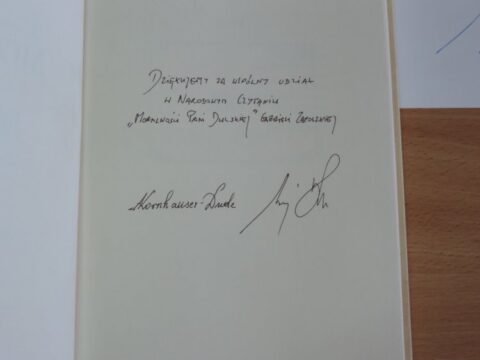 DZIĘKUJEMY ZA WSPÓLNY UDZIAŁ
W NARODOWYM CZYTANIU
„MORALNOŚCI PANI DULSKIEJ" GABRIELI ZAPOLSKIEJ
Kornhauser-Duda